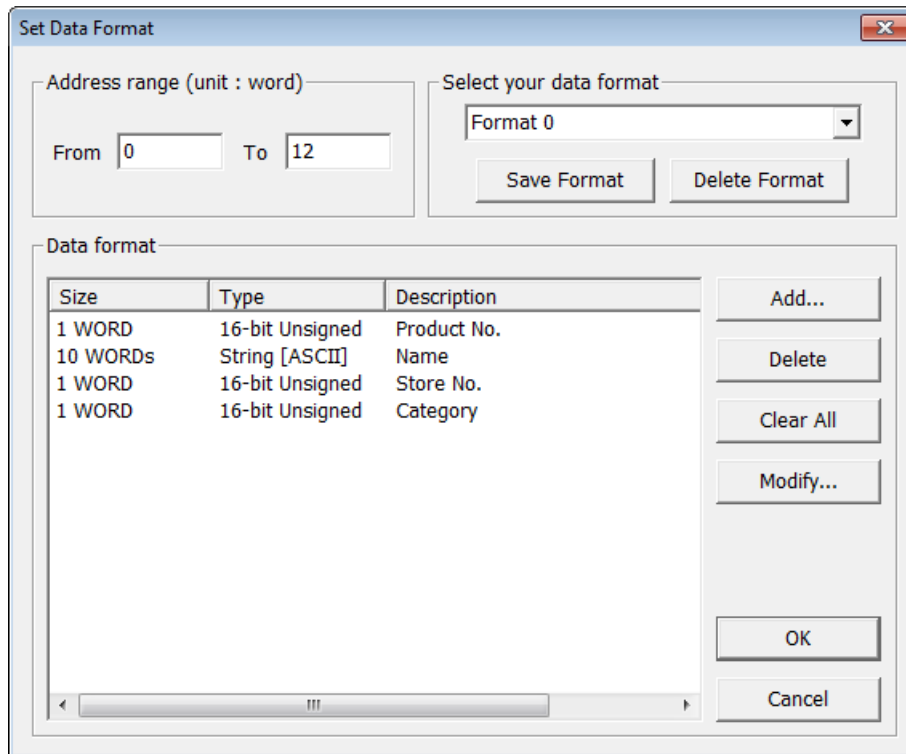 Set Data Format
Address range (unit : word)
From 0 To 12
Select your data format
Format 0
Save Format Delete Format
Data format
Size Type Description
1 WORD 16-bit Unsigned Product No.
10 WORDs String [ASCII] Name
1 WORD 16-bit Unsigned Store No.
1 WORD 16-bit Unsigned Category
Add...
Delete
Clear All
Modify...
OK
Cancel